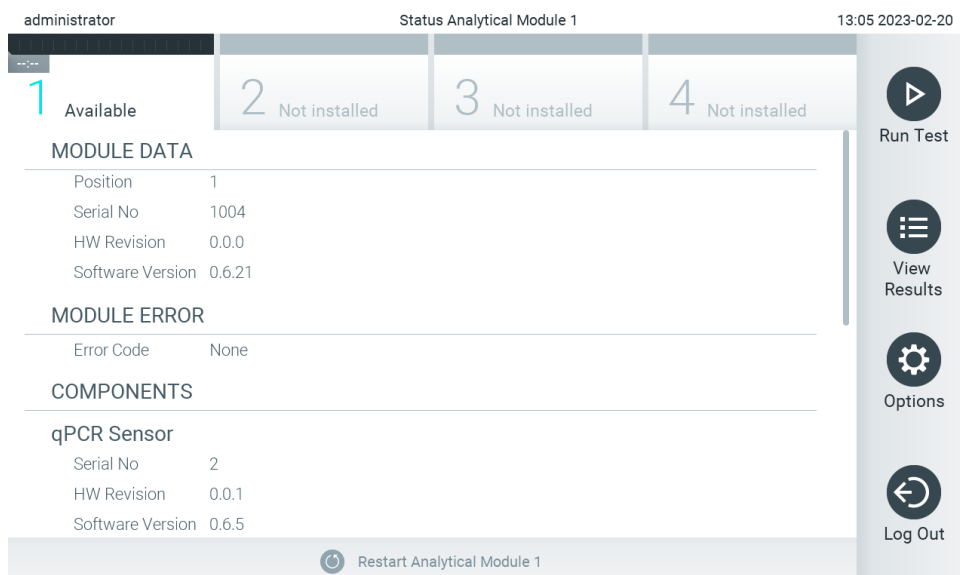 administrator
Status Analytical Module 1
13:05 2023-02-20
--:--
1 Available
2 Not installed
3 Not installed
4 Not installed
MODULE DATA
Position 1
Serial No 1004
HW Revision 0.0.0
Software Version 0.6.21
MODULE ERROR
Error Code None
COMPONENTS
qPCR Sensor
Serial No 2
HW Revision 0.0.1
Software Version 0.6.5
Restart Analytical Module 1
Run Test
View
Results
Options
Log Out